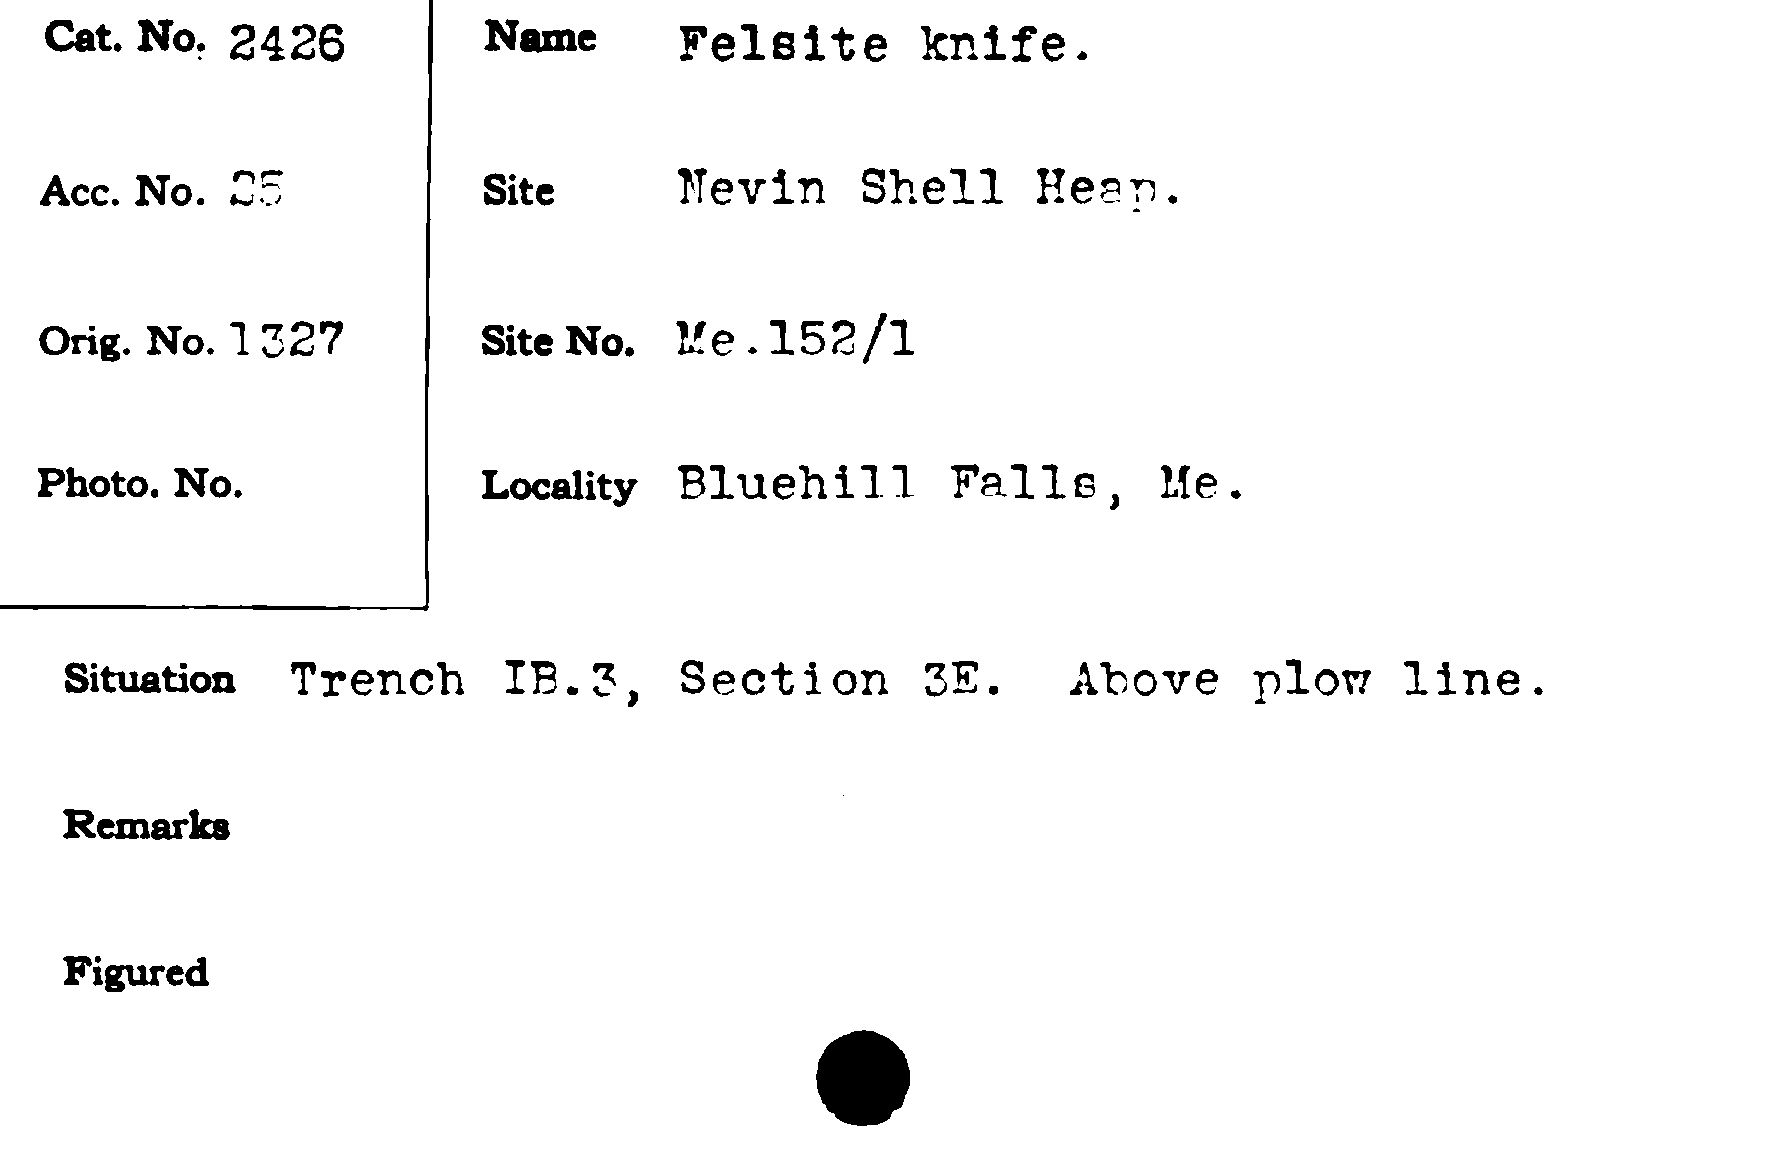 Cat. No. 2426 Name Felsite knife.
Acc. No. 25 Site Nevin Shell Heap.
Orig. No. 1327 Site No. Me.152/1
Photo. No. Locality Bluehill Falls, Me.
Situation Trench IB.3, Section 3E. Above plow line.
Remarks
Figured